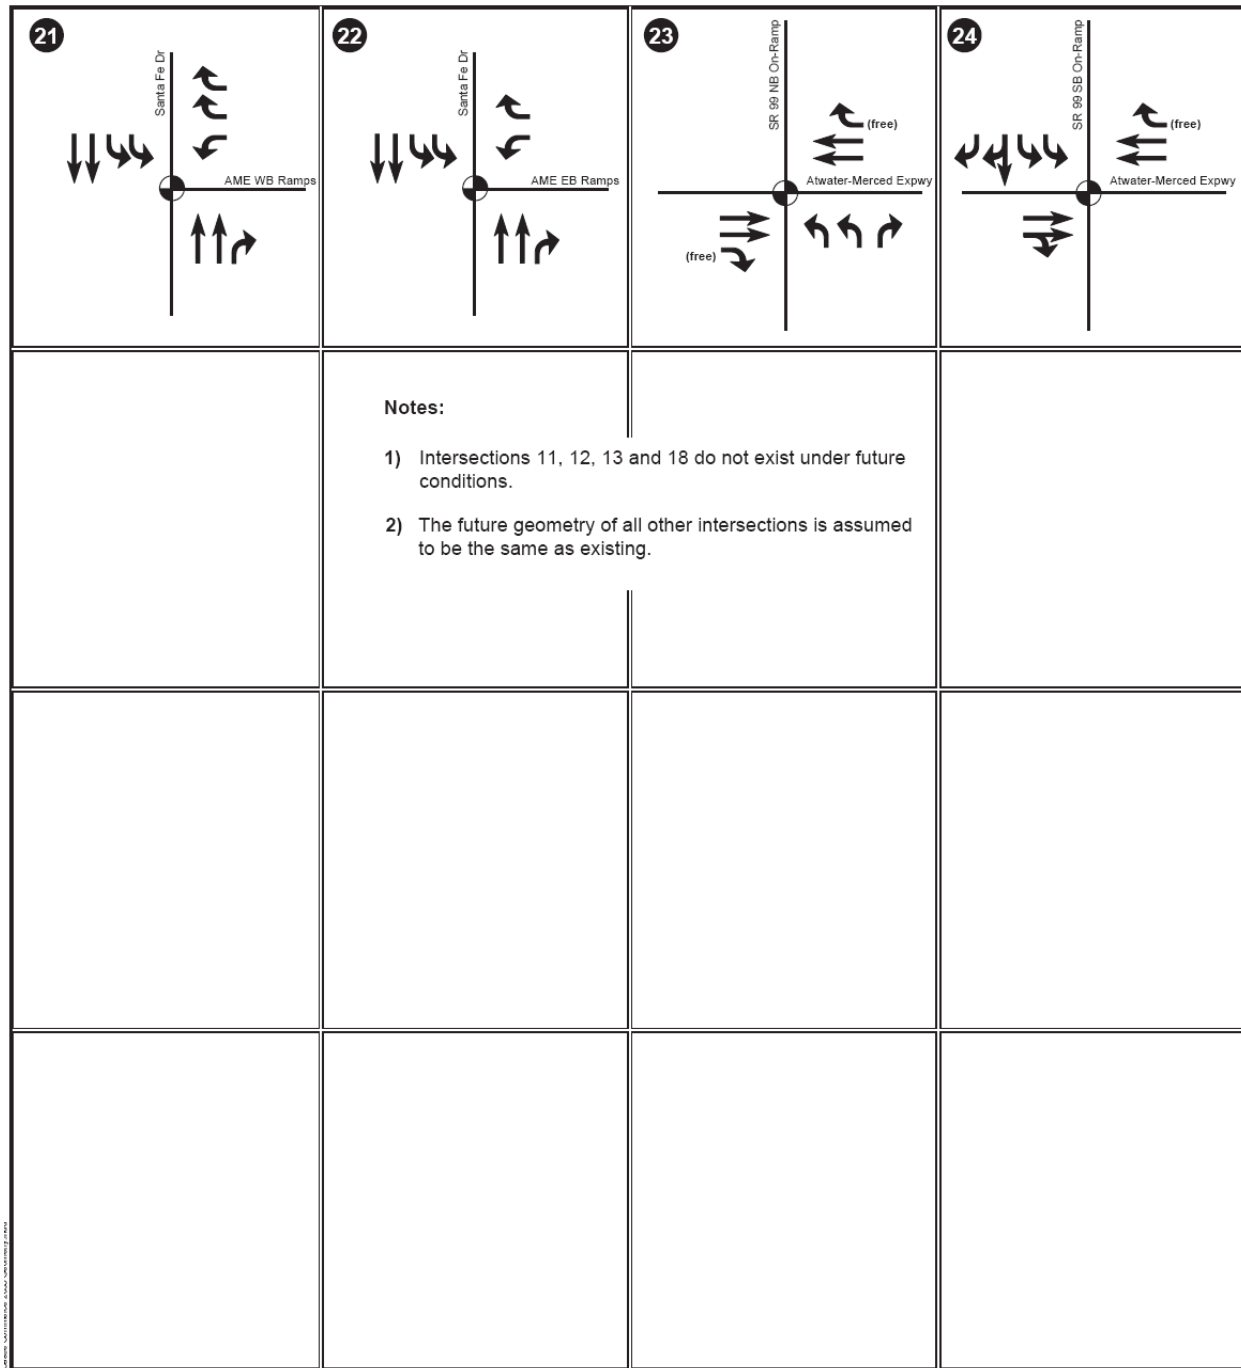 21
Santa Fe Dr
AME WB Ramps
22
Santa Fe Dr
AME EB Ramps
23
SR 99 NB On-Ramp
(free)
Atwater-Merced Expwy
(free)
24
SR 99 SB On-Ramp
(free)
Atwater-Merced Expwy
Notes:
1) Intersections 11, 12, 13 and 18 do not exist under future
conditions.
2) The future geometry of all other intersections is assumed
to be the same as existing.